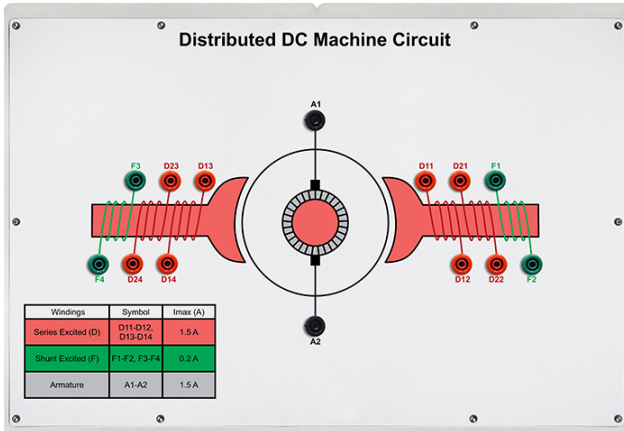 Distributed DC Machine Circuit
A1
F3 D23 D13
D11 D21 F1
F4 D24 D14
D12 D22 F2
A2
Windings Symbol Imax (A)
Series Excited (D) D11-D12, D13-D14 1.5 A
Shunt Excited (F) F1-F2, F3-F4 0.2 A
Armature A1-A2 1.5 A